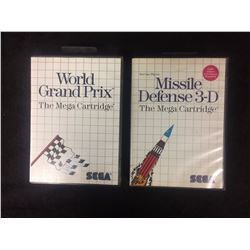 World
Grand Prix
The Mega Cartridge
SEGA
Missile
Defense 3-D
The Mega Cartridge
SEGA